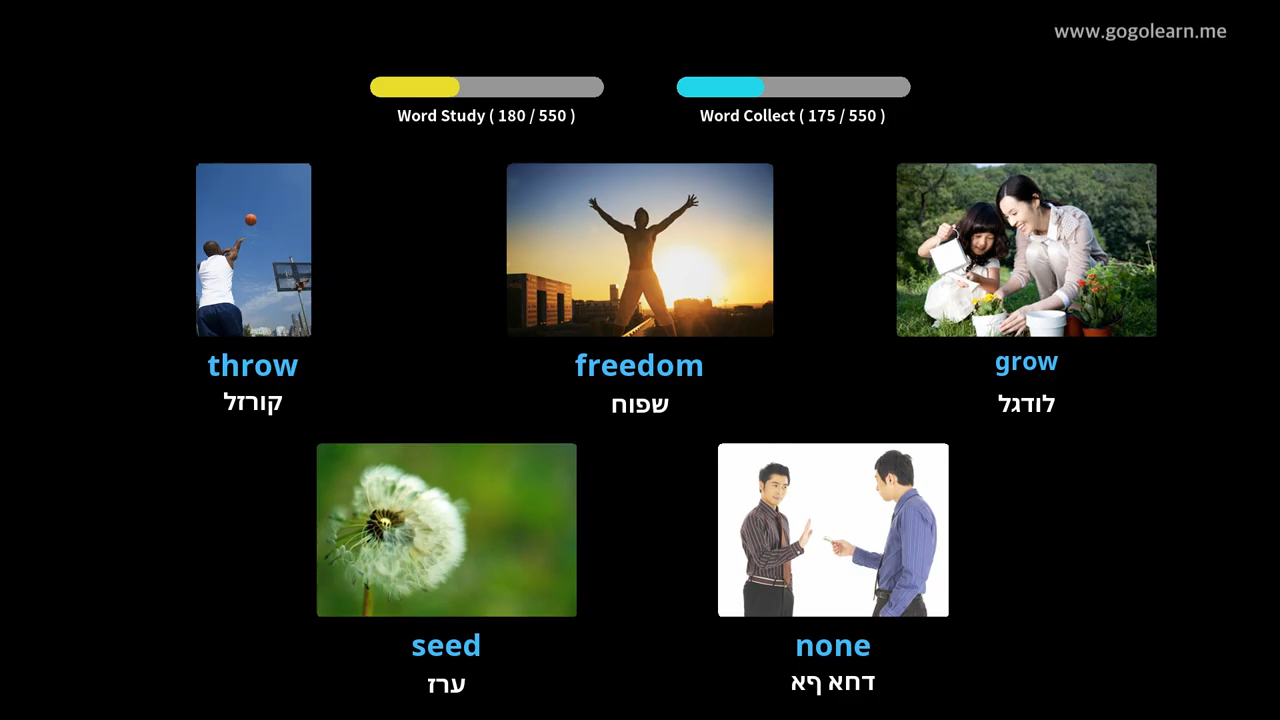 www.gogolearn.me
Word Study ( 180 / 550 )
Word Collect ( 175 / 550 )
throw
קורזל
freedom
שפוח
grow
לודגל
seed
ערז
none
דחא ףא